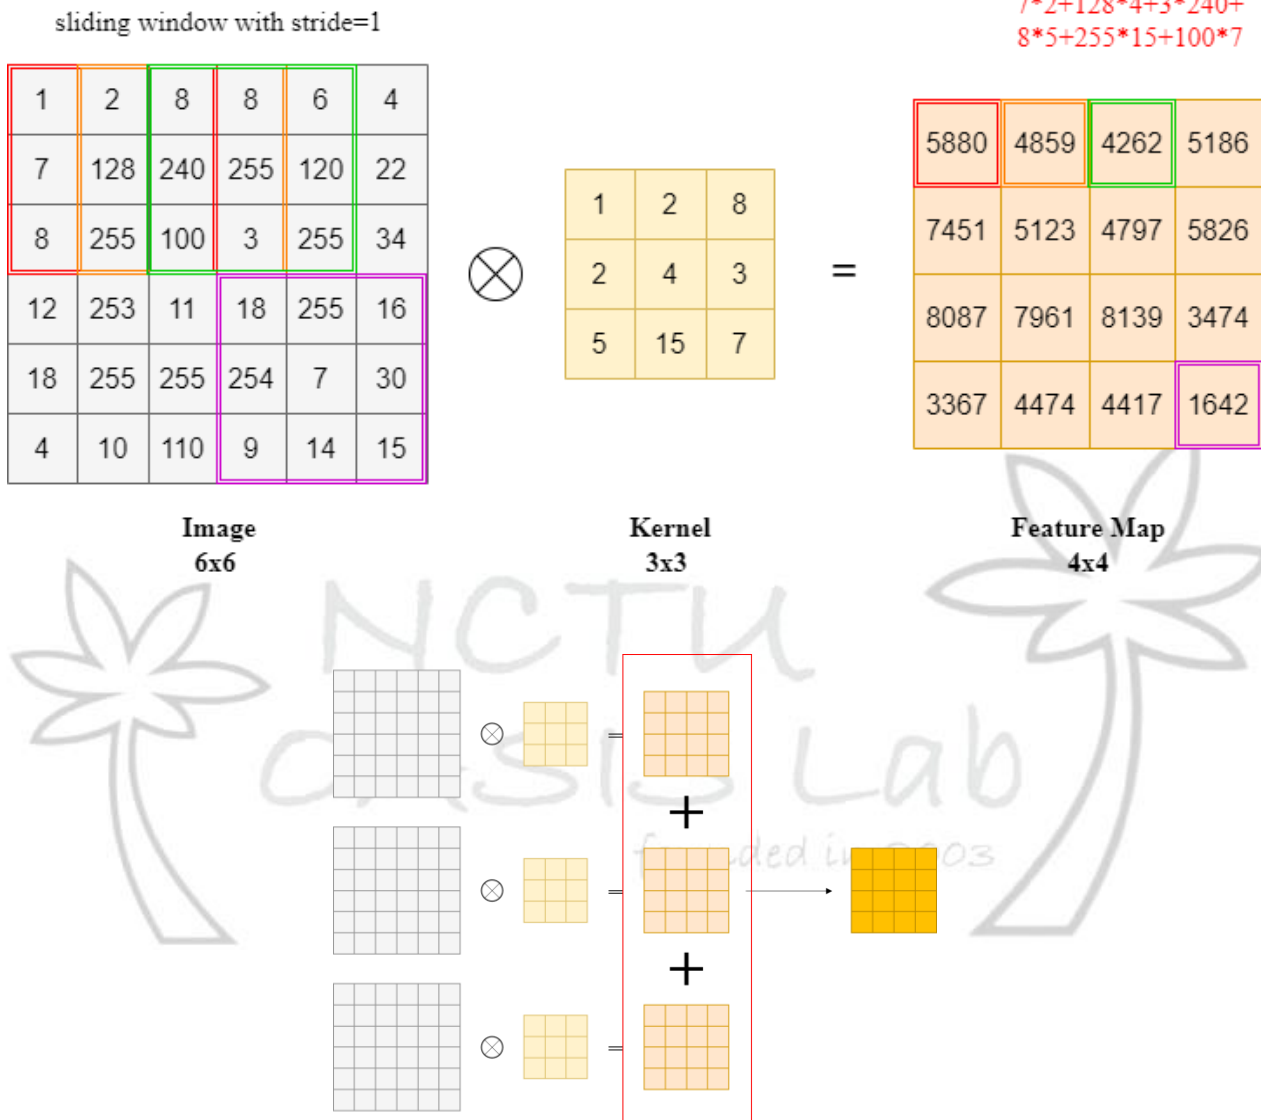 sliding window with stride=1
7*2+128*4+3*240+
8*5+255*15+100*7
1 2 8 8 6 4
7 128 240 255 120 22
8 255 100 3 255 34
12 253 11 18 255 16
18 255 255 254 7 30
4 10 110 9 14 15
1 2 8
2 4 3
5 15 7
=
5880 4859 4262 5186
7451 5123 4797 5826
8087 7961 8139 3474
3367 4474 4417 1642
Image
6x6
Kernel
3x3
Feature Map
4x4
NCTU
OASIS Lab
founded in 2003
=
+
=
+
=